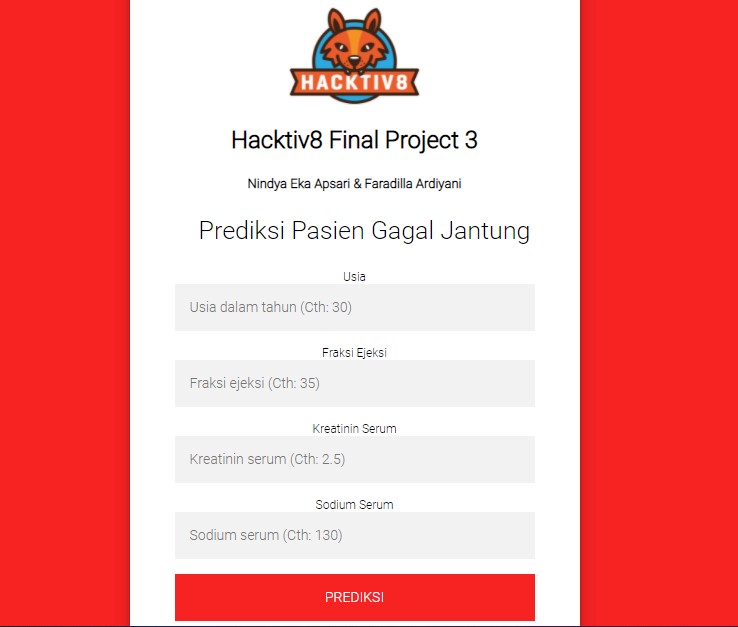 HACKTIV8
Hacktiv8 Final Project 3
Nindya Eka Apsari & Faradilla Ardiyani
Prediksi Pasien Gagal Jantung
Usia
Usia dalam tahun (Cth: 30)
Fraksi Ejeksi
Fraksi ejeksi (Cth: 35)
Kreatinin Serum
Kreatinin serum (Cth: 2.5)
Sodium Serum
Sodium serum (Cth: 130)
PREDIKSI